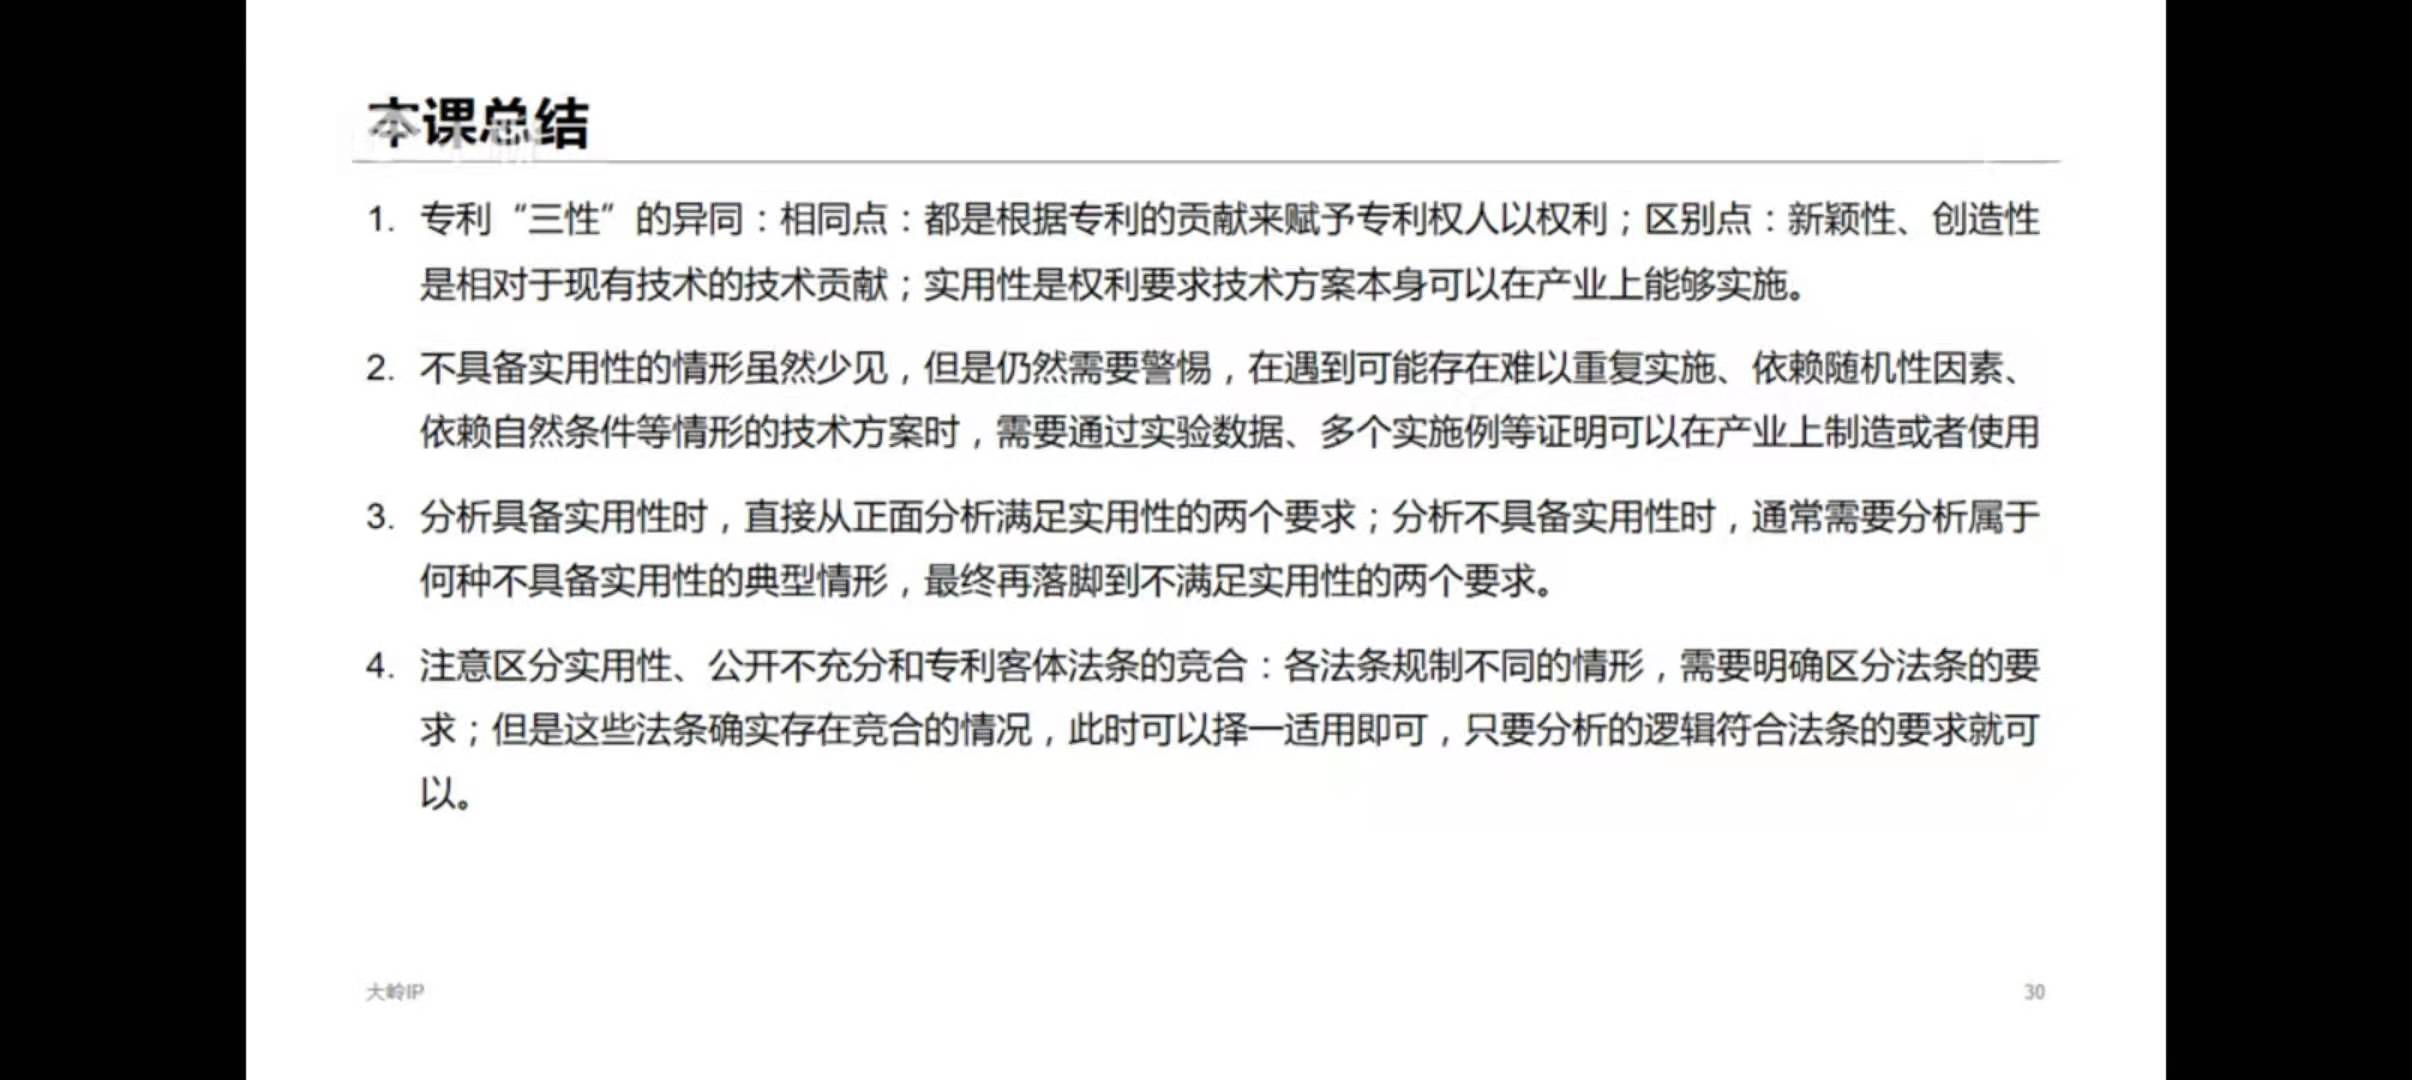 本课总结
1. 专利“三性”的异同：相同点：都是根据专利的贡献来赋予专利权人以权利；区别点：新颖性、创造性
是相对于现有技术的技术贡献；实用性是权利要求技术方案本身可以在产业上能够实施。
2. 不具备实用性的情形虽然少见，但是仍然需要警惕，在遇到可能存在难以重复实施、依赖随机性因素、
依赖自然条件等情形的技术方案时，需要通过实验数据、多个实施例等证明可以在产业上制造或者使用
3. 分析具备实用性时，直接从正面分析满足实用性的两个要求；分析不具备实用性时，通常需要分析属于
何种不具备实用性的典型情形，最终再落脚到不满足实用性的两个要求。
4. 注意区分实用性、公开不充分和专利客体法条的竞合：各法条规制不同的情形，需要明确区分法条的要
求；但是这些法条确实存在竞合的情况，此时可以择一适用即可，只要分析的逻辑符合法条的要求就可
以。
大岭IP
30